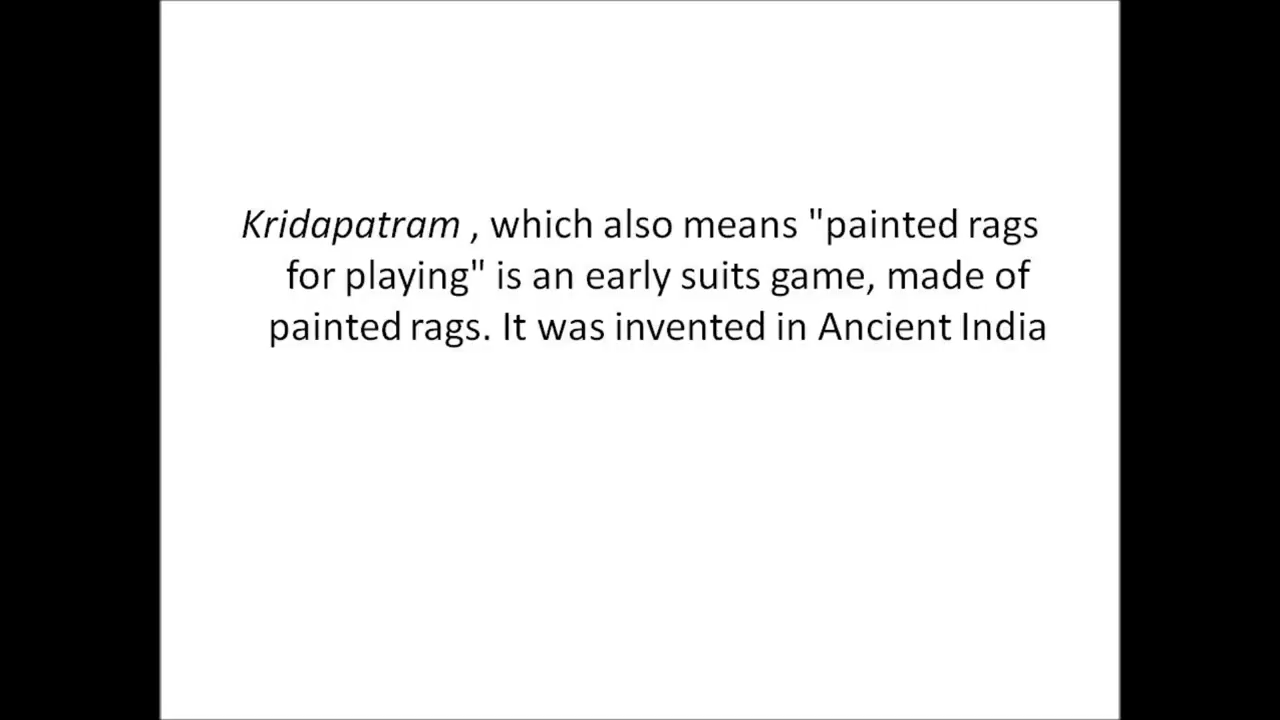 Kridapatram , which also means "painted rags
for playing" is an early suits game, made of
painted rags. It was invented in Ancient India